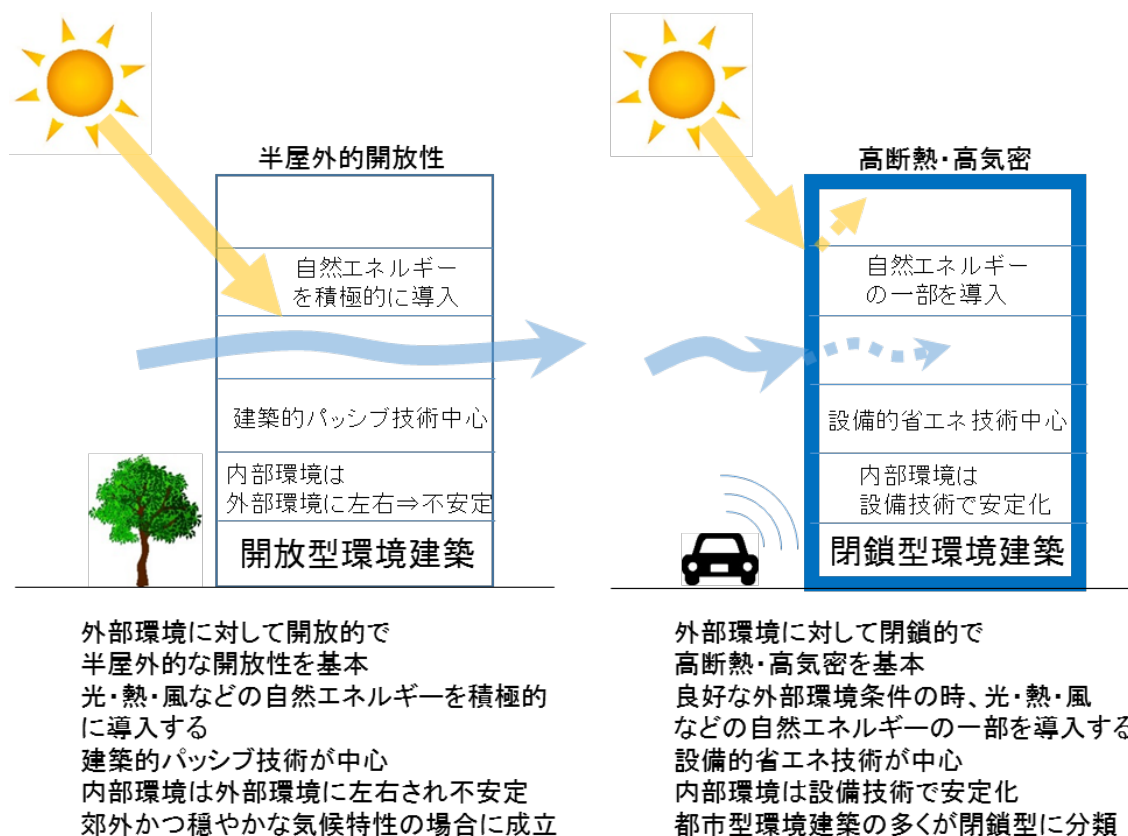 半屋外的開放性
自然エネルギー
を積極的に導入
建築的パッシブ技術中心
内部環境は
外部環境に左右⇒不安定
開放型環境建築
外部環境に対して開放的で
半屋外的な開放性を基本
光・熱・風などの自然エネルギーを積極的
に導入する
建築的パッシブ技術が中心
内部環境は外部環境に左右され不安定
郊外かつ穏やかな気候特性の場合に成立
高断熱・高気密
自然エネルギー
の一部を導入
設備的省エネ技術中心
内部環境は
設備技術で安定化
閉鎖型環境建築
外部環境に対して閉鎖的で
高断熱・高気密を基本
良好な外部環境条件の時、光・熱・風
などの自然エネルギーの一部を導入する
設備的省エネ技術が中心
内部環境は設備技術で安定化
都市型環境建築の多くが閉鎖型に分類